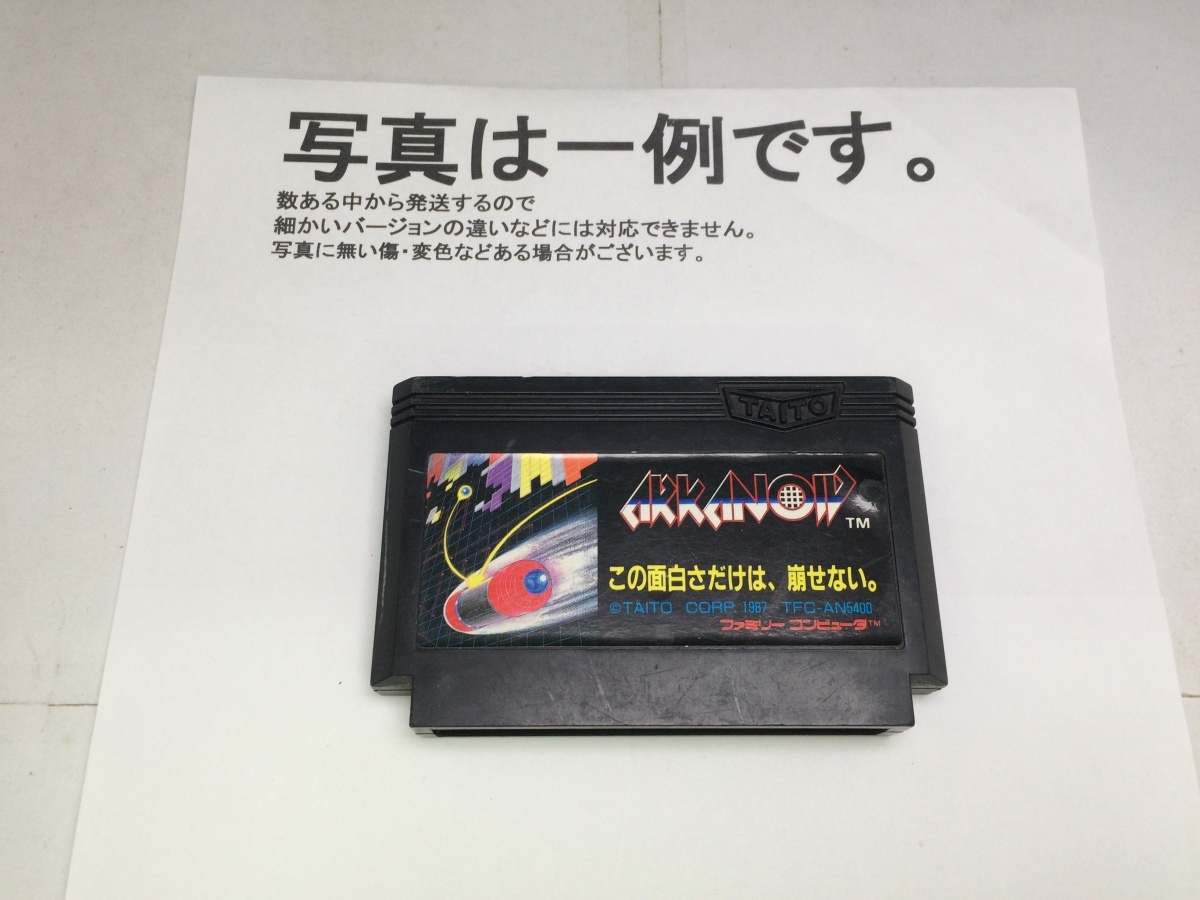 写真は一例です。
数ある中から発送するので
細かいバージョンの違いなどには対応できません。
写真に無い傷・変色などある場合がございます。
TAITO
ARKANOID TM
この面白さだけは、崩せない。
©TAITO CORP. 1987 TFC-AN5400
ファミリーコンピュータ™